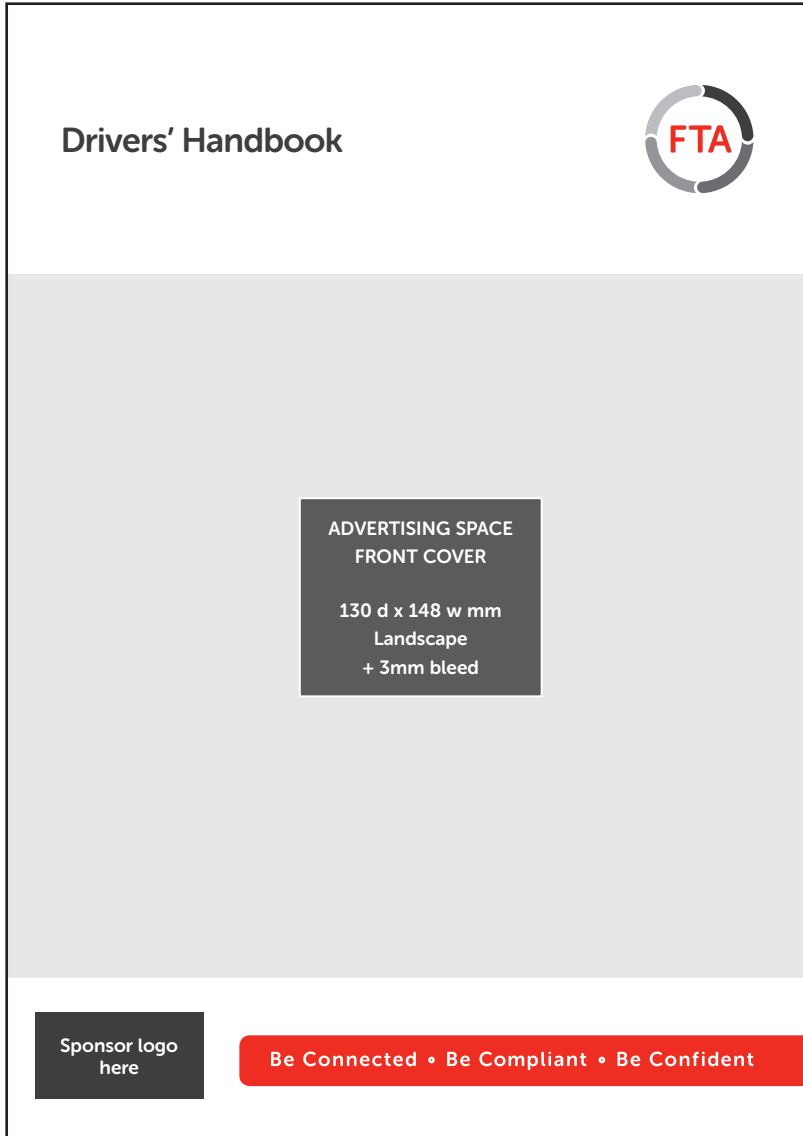 Drivers’ Handbook
FTA
ADVERTISING SPACE
FRONT COVER
130 d x 148 w mm
Landscape
+ 3mm bleed
Sponsor logo
here
Be Connected • Be Compliant • Be Confident